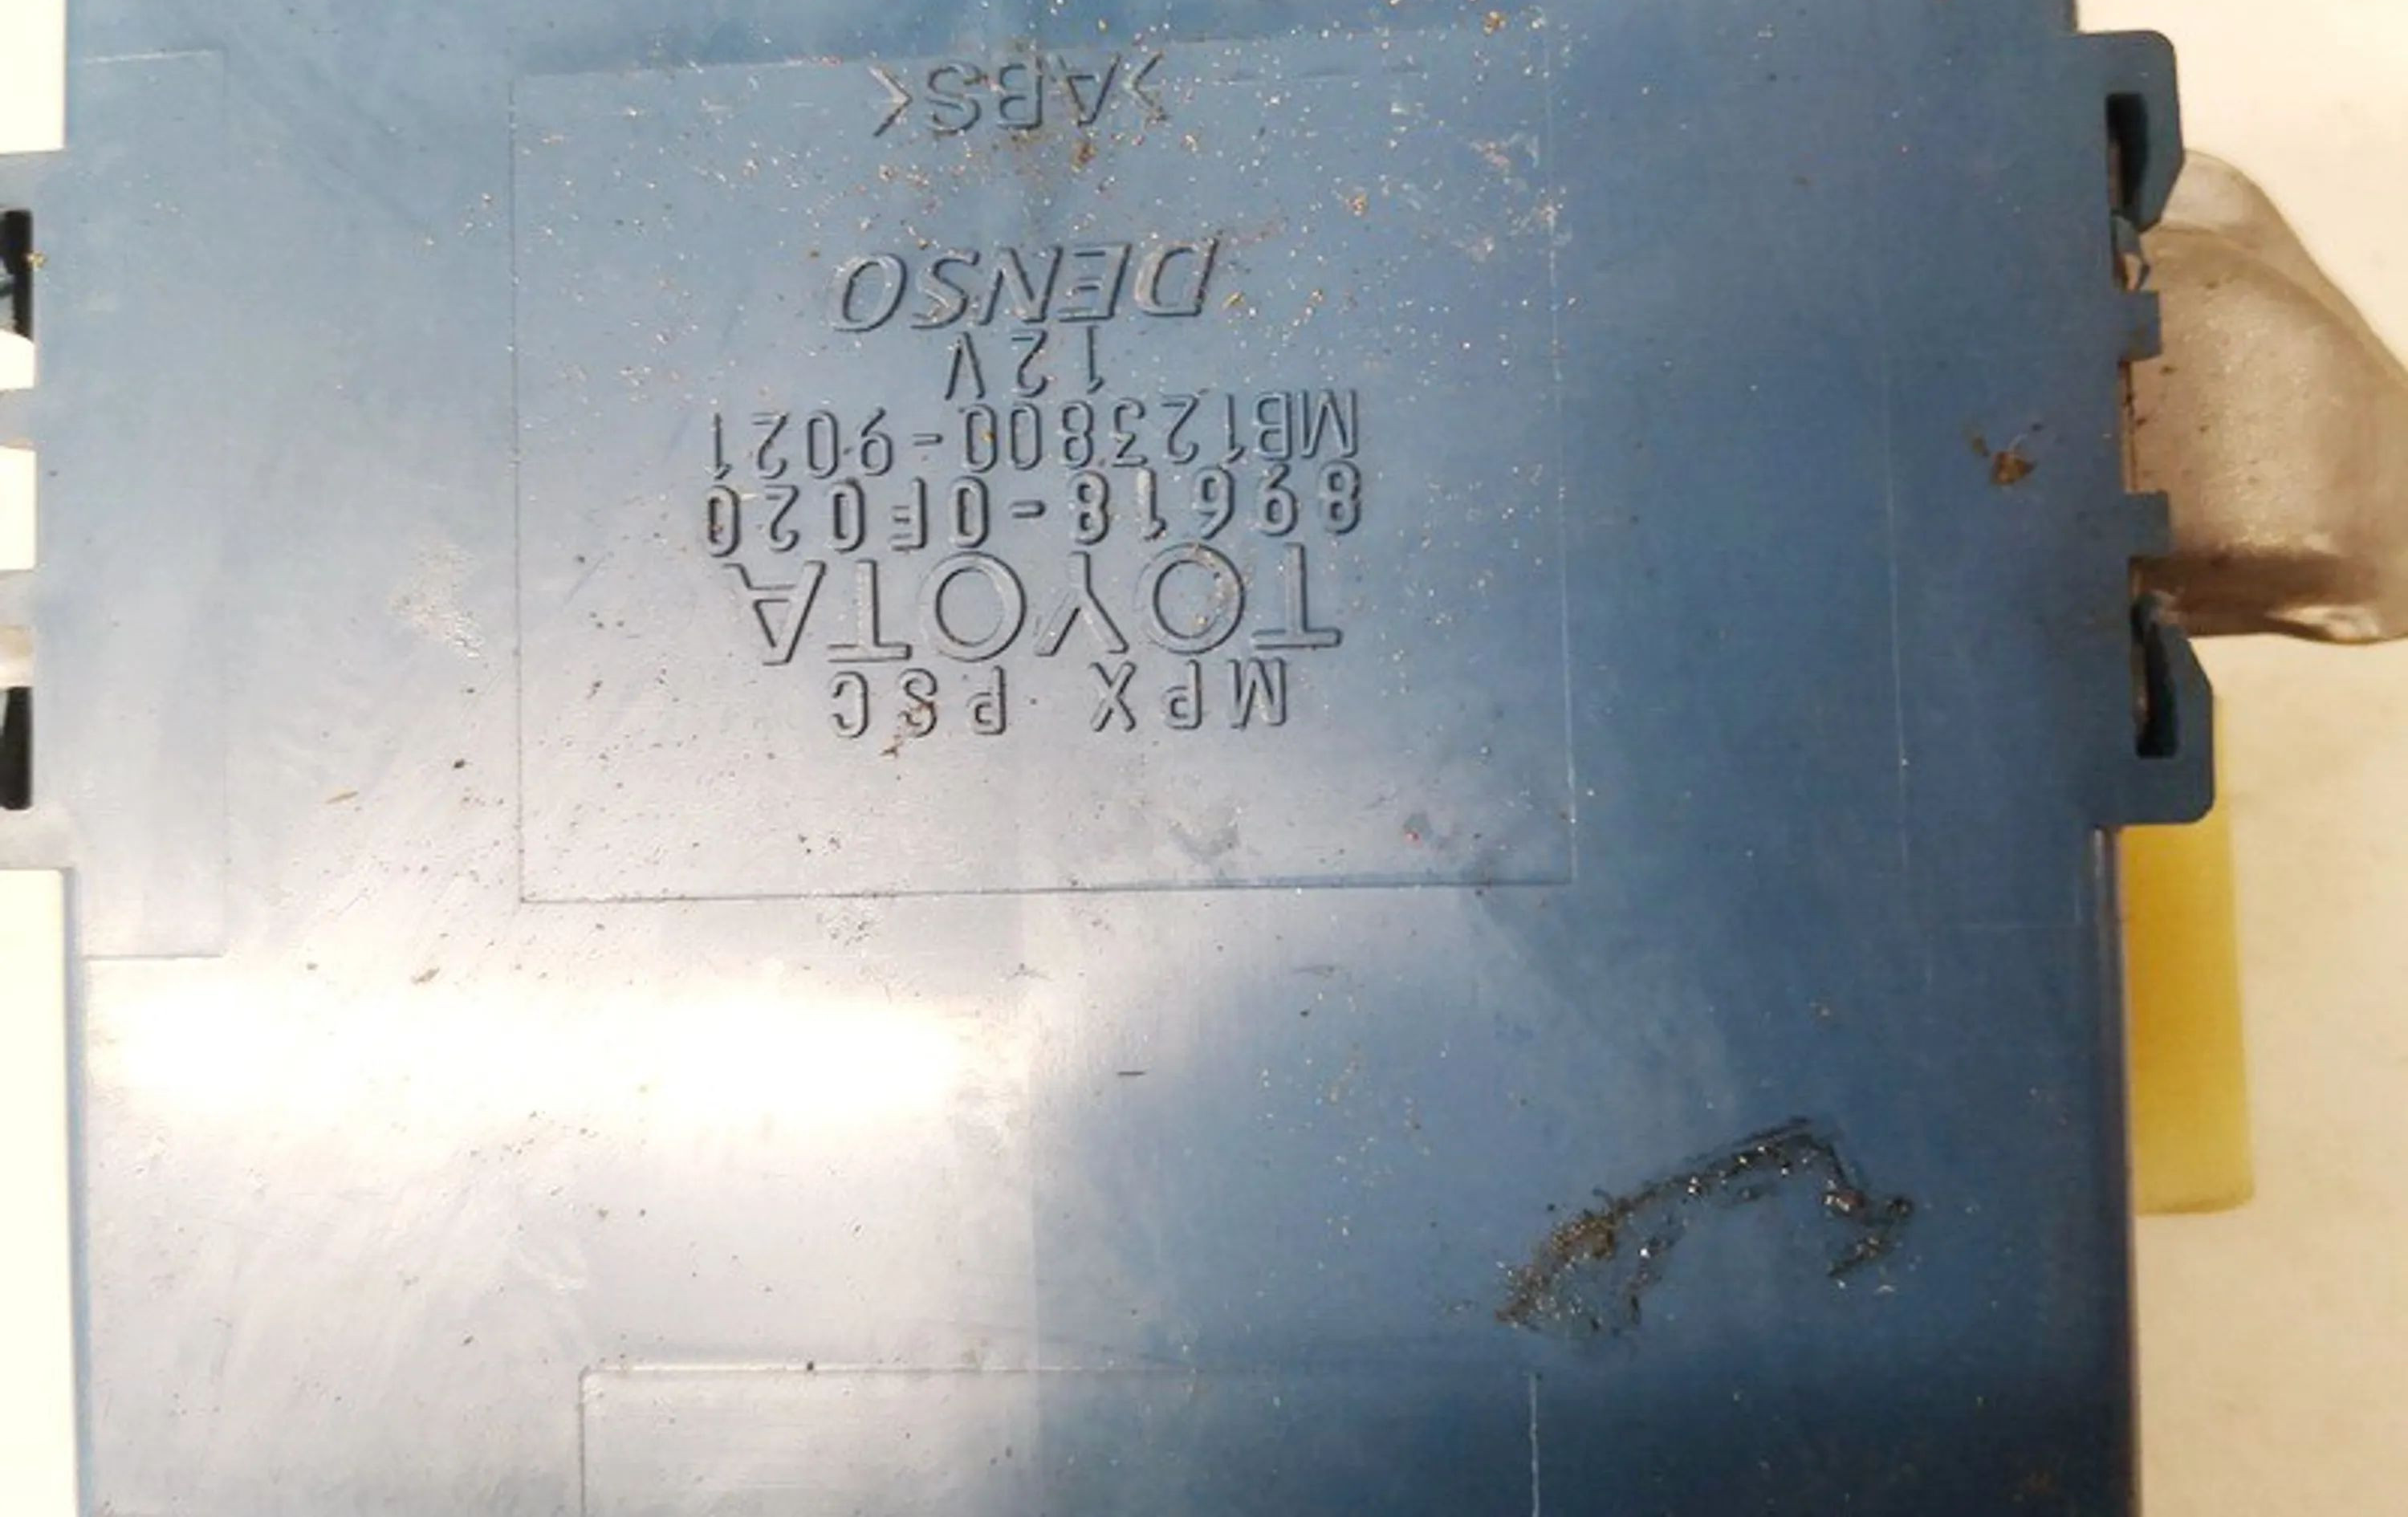 MPX PSC
TOYOTA
89618-0F020
MB123800-9021
12V
DENSO
>ABS<